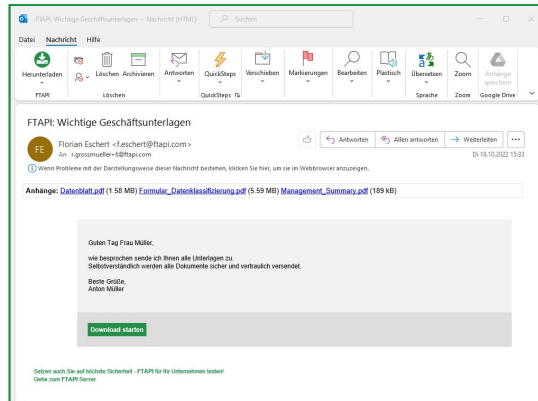 FTAPI: Wichtige Geschäftsunterlagen - Nachricht (HTML)
Suchen
Datei Nachricht Hilfe
Herunterladen
Löschen Archivieren
Antworten
QuickSteps
Verschieben
Markierungen
Bearbeiten
Plastisch
Übersetzen
Zoom
Anhänge
speichern
FTAPI
Löschen
QuickSteps
Sprache
Zoom
Google Drive
FTAPI: Wichtige Geschäftsunterlagen
FE
Florian Eschert <f.eschert@ftapi.com>
An r.grossmueller+6@ftapi.com
Antworten
Allen antworten
Weiterleiten
Di 18.10.2022 15:33
Wenn Probleme mit der Darstellungsweise dieser Nachricht bestehen, klicken Sie hier, um sie im Webbrowser anzuzeigen.
Anhänge: Datenblatt.pdf (1.58 MB) Formular_Datenklassifizierung.pdf (5.59 MB) Management_Summary.pdf (189 kB)
Guten Tag Frau Müller,
wie besprochen sende ich Ihnen alle Unterlagen zu.
Selbstverständlich werden alle Dokumente sicher und vertraulich versendet.
Beste Grüße,
Anton Müller
Download starten
Setzen auch Sie auf höchste Sicherheit - FTAPI für Ihr Unternehmen testen!
Gehe zum FTAPI Server